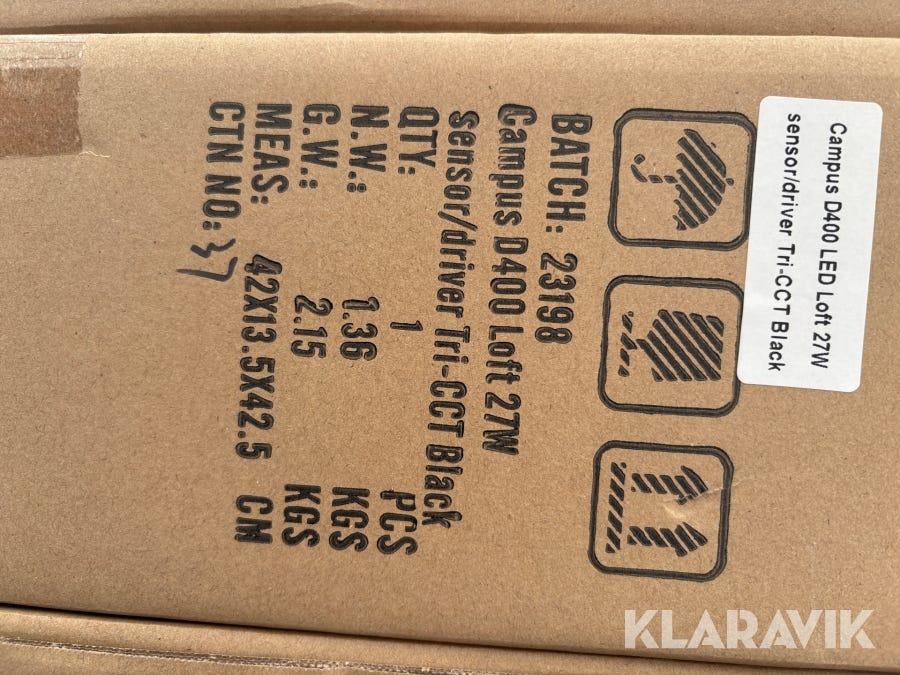 Campus D400 LED Loft 27W
sensor/driver Tri-CCT Black
BATCH: 23198
Campus D400 Loft 27W
sensor/driver Tri-CCT Black
QTY: 1 PCS
N.W.: 1.36 KGS
G.W.: 2.15 KGS
MEAS: 42X13.5X42.5 CM
CTN NO: 37
KLARAVIK